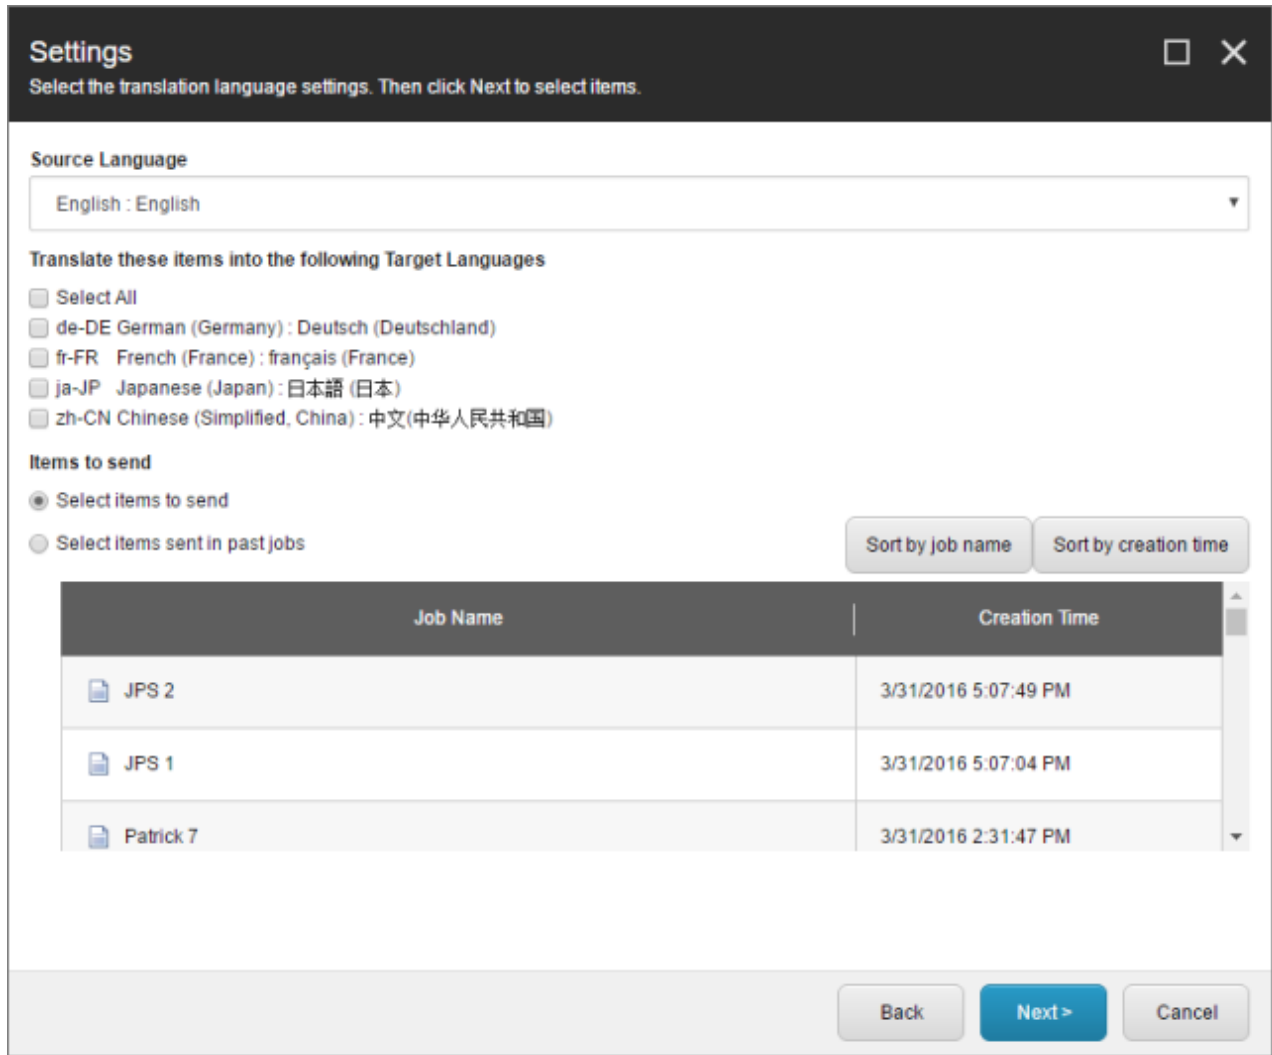 Settings
Select the translation language settings. Then click Next to select items.
Source Language
English : English
Translate these items into the following Target Languages
Select All
de-DE German (Germany) : Deutsch (Deutschland)
fr-FR French (France) : français (France)
ja-JP Japanese (Japan) : 日本語 (日本)
zh-CN Chinese (Simplified, China) : 中文(中华人民共和国)
Items to send
Select items to send
Select items sent in past jobs
Sort by job name Sort by creation time
Job Name Creation Time
JPS 2 3/31/2016 5:07:49 PM
JPS 1 3/31/2016 5:07:04 PM
Patrick 7 3/31/2016 2:31:47 PM
Back Next > Cancel